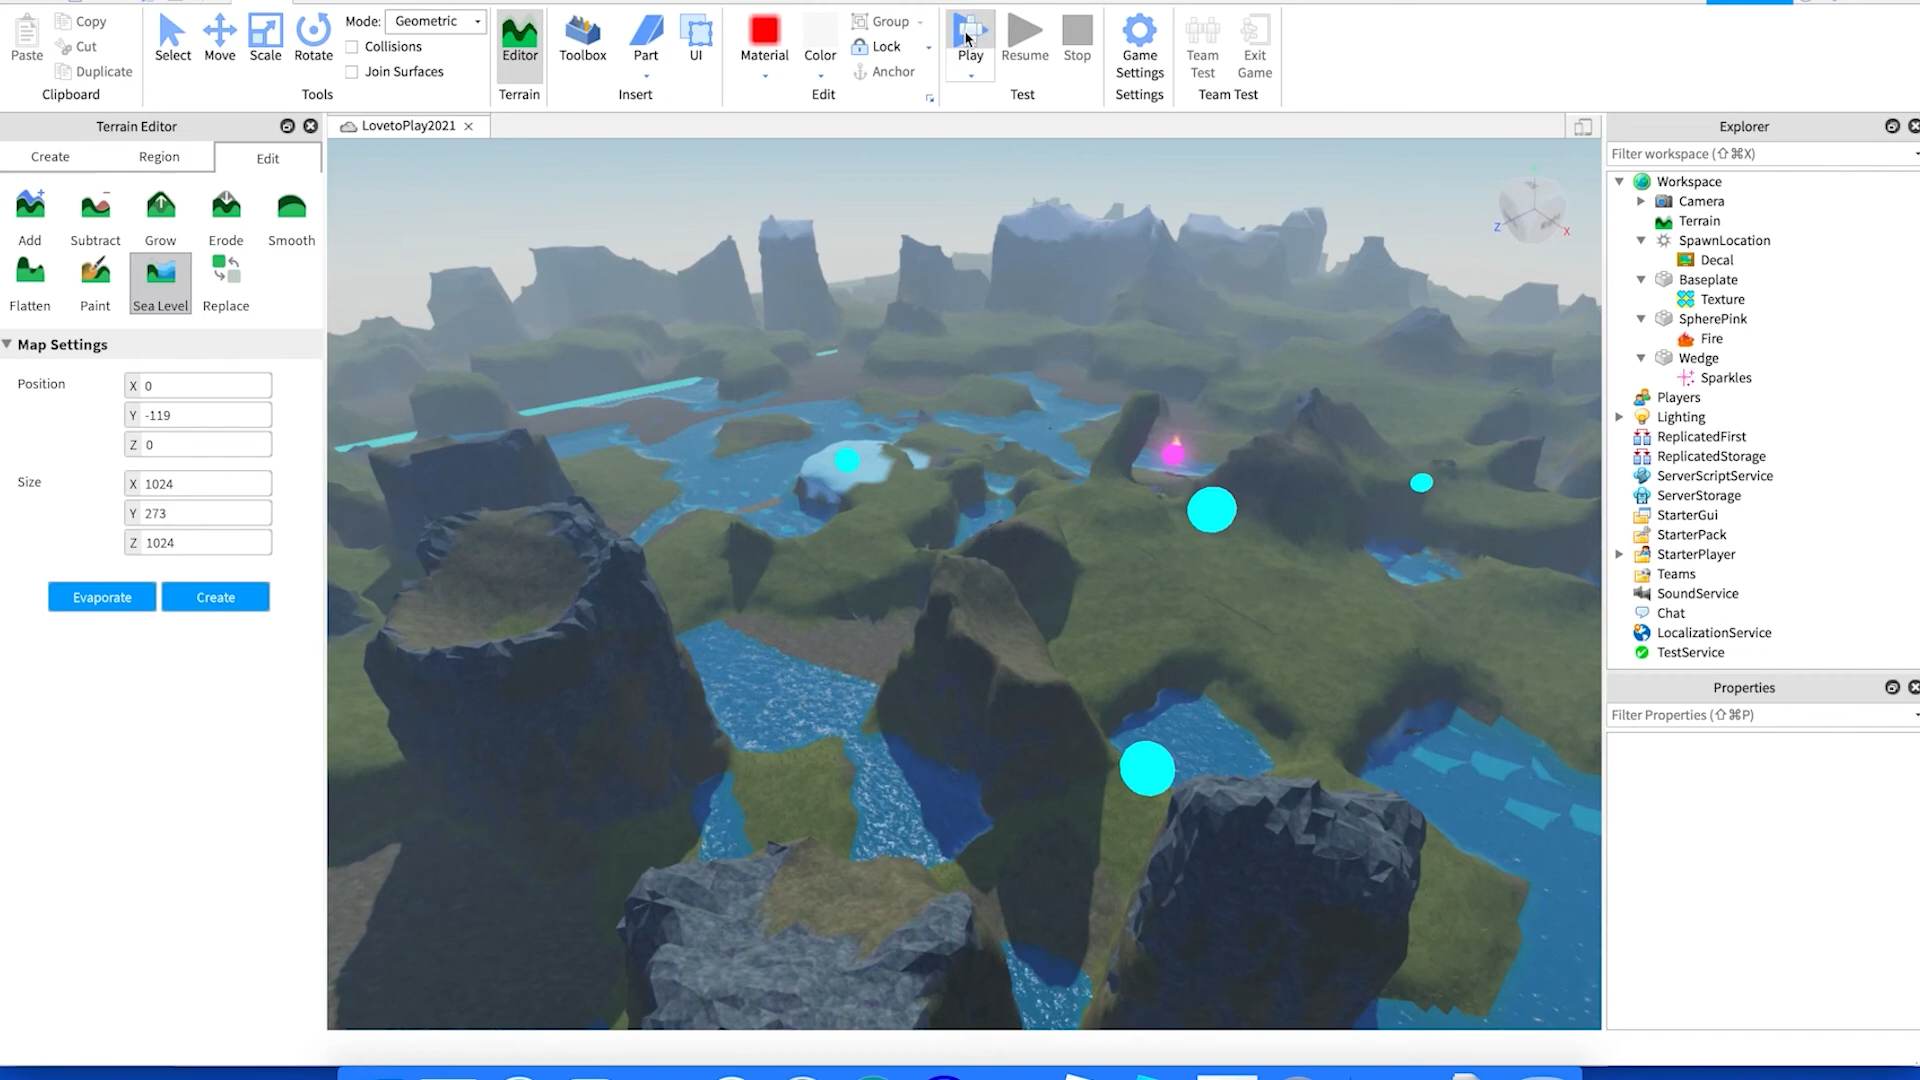 Paste
Copy
Cut
Duplicate
Clipboard
Select
Move
Scale
Rotate
Mode: Geometric
Collisions
Join Surfaces
Tools
Editor
Terrain
Toolbox
Part
UI
Insert
Material
Color
Group
Lock
Anchor
Edit
Play
Resume
Stop
Test
Game
Settings
Settings
Team
Test
Exit
Game
Team Test
Terrain Editor
Create Region Edit
Add Subtract Grow Erode Smooth
Flatten Paint Sea Level Replace
Map Settings
Position X 0
Y -119
Z 0
Size X 1024
Y 273
Z 1024
Evaporate Create
LovetoPlay2021
Z
X
Explorer
Filter workspace (⇧⌘X)
Workspace
Camera
Terrain
SpawnLocation
Decal
Baseplate
Texture
SpherePink
Fire
Wedge
Sparkles
Players
Lighting
ReplicatedFirst
ReplicatedStorage
ServerScriptService
ServerStorage
StarterGui
StarterPack
StarterPlayer
Teams
SoundService
Chat
LocalizationService
TestService
Properties
Filter Properties (⇧⌘P)